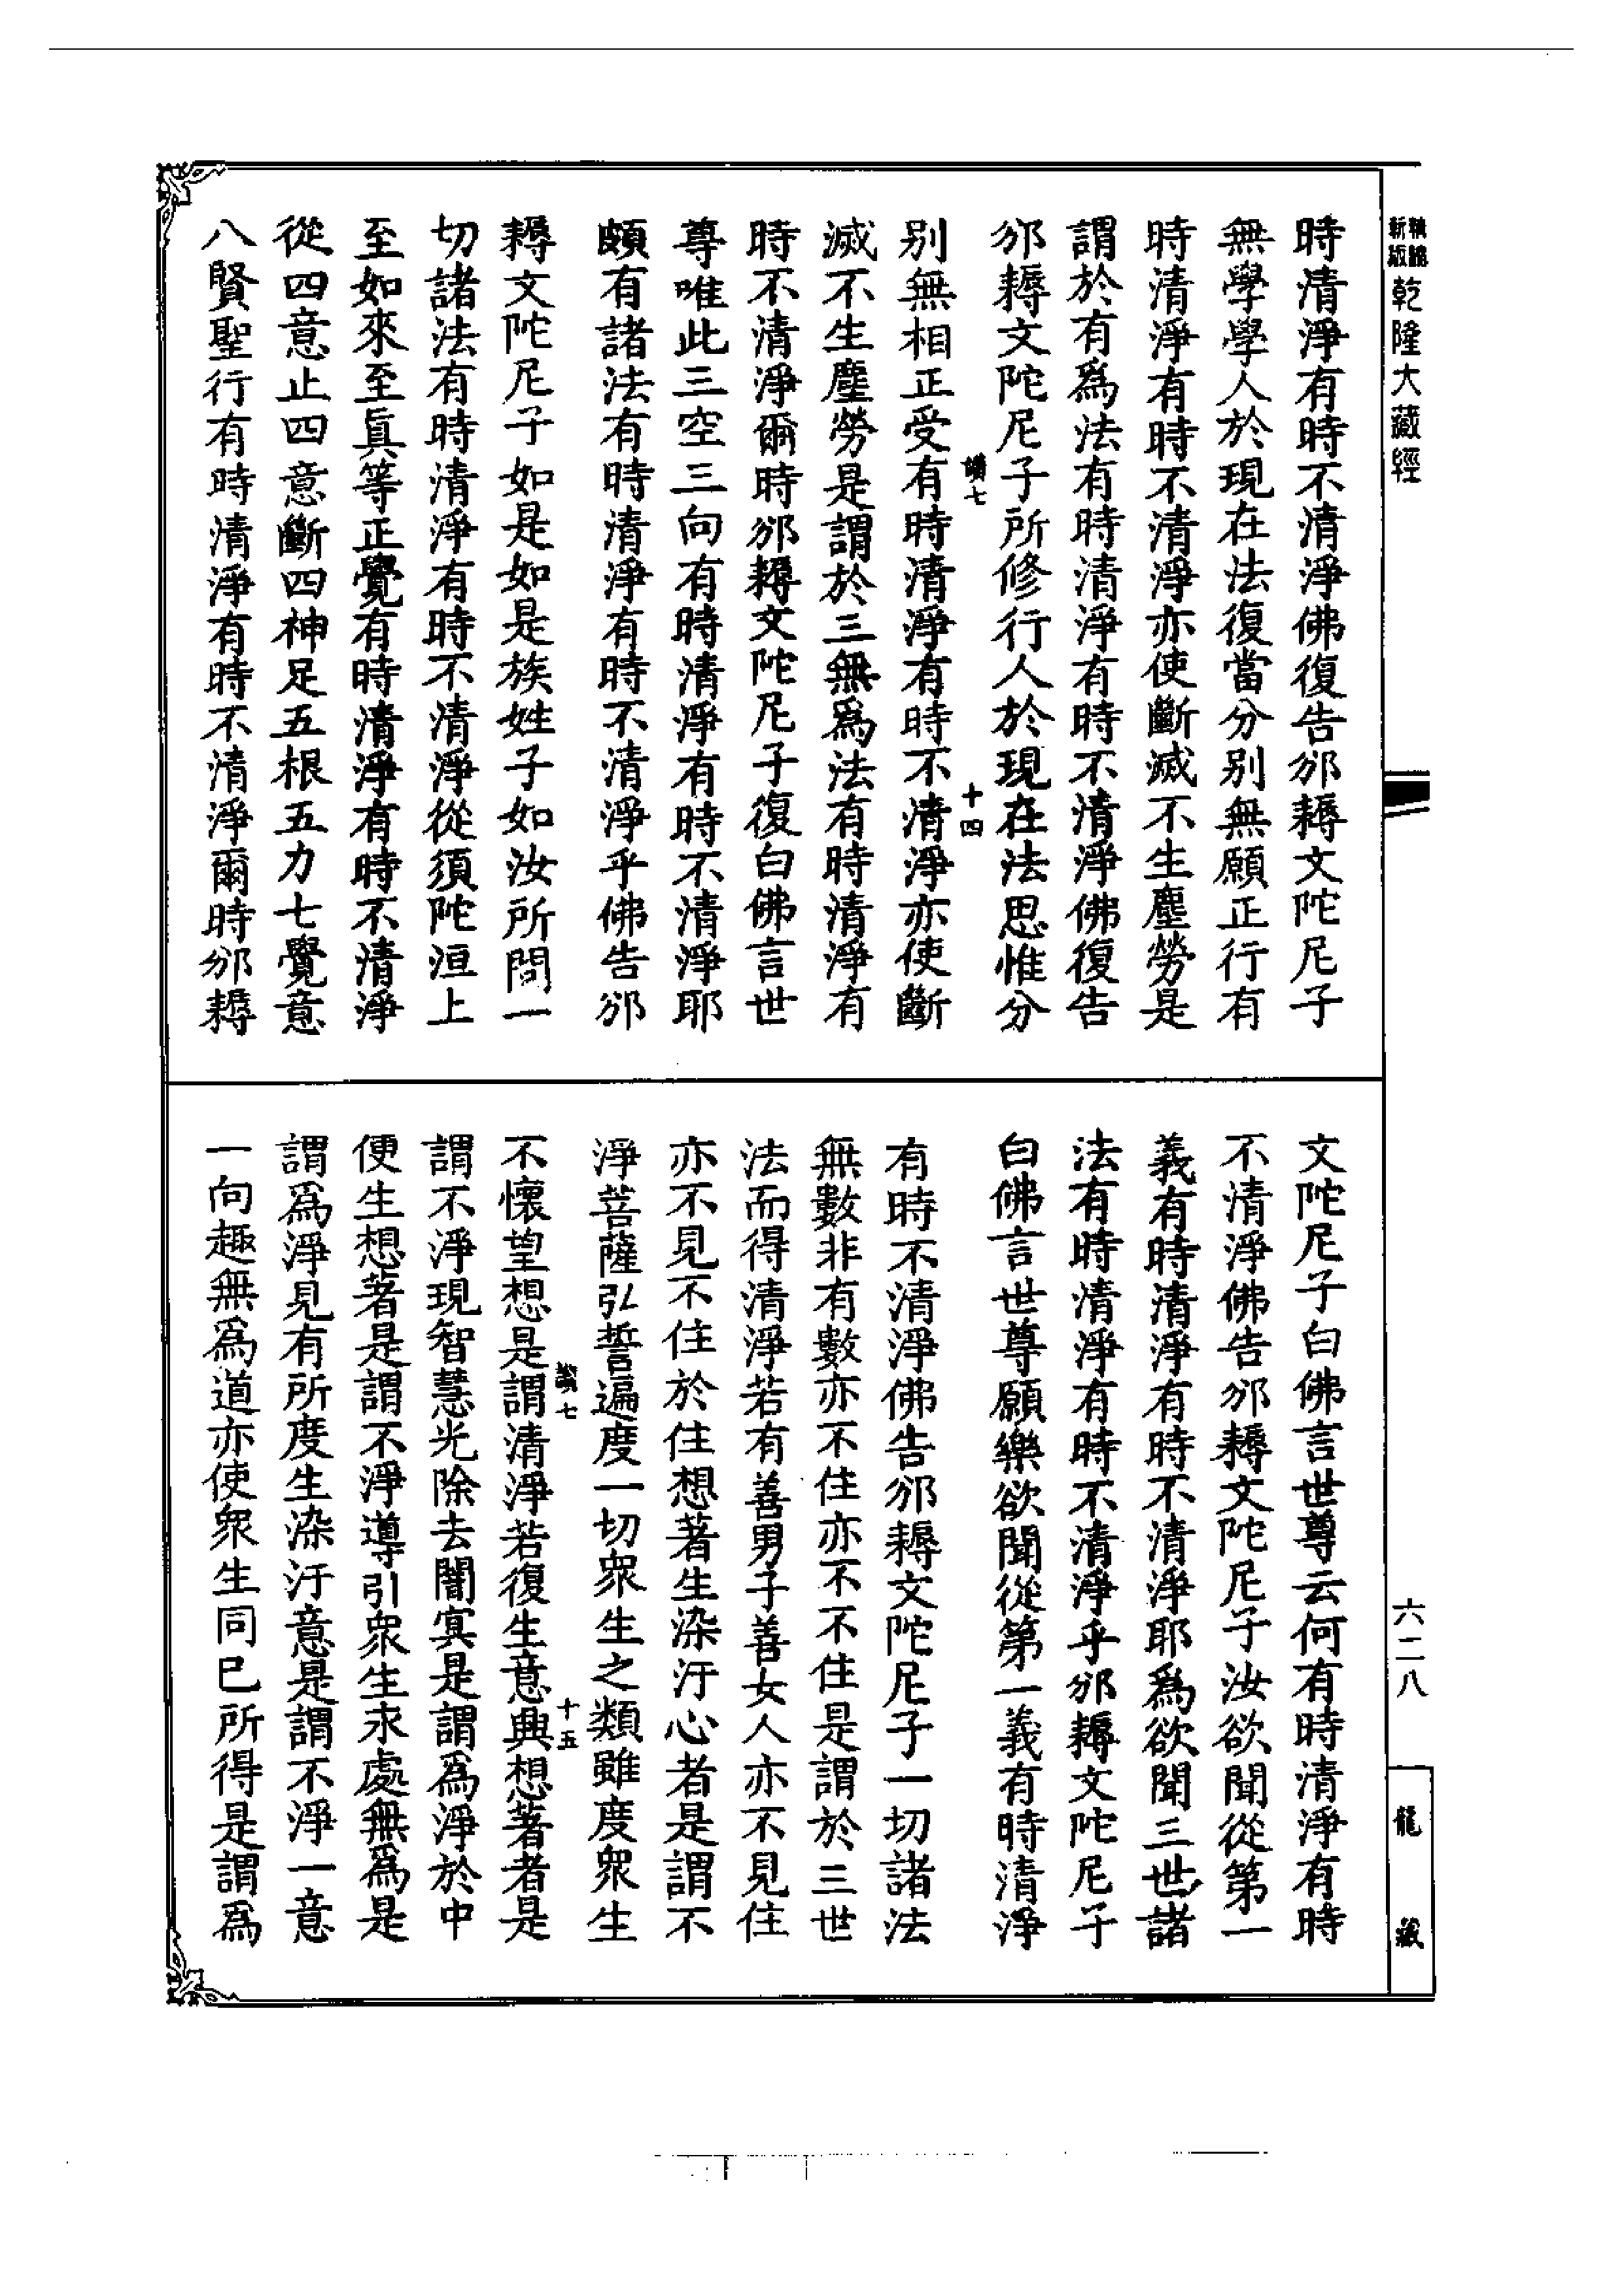 新版
乾隆大藏經
時清淨有時不清淨佛復告邠耨文陀尼子
無學學人於現在法復當分別無願正行有
時清淨有時不清淨亦使斷滅不生塵勞是
謂於有爲法有時清淨有時不清淨佛復告
邠耨文陀尼子所修行人於現在法思惟分
七
十四
別無相正受有時清淨有時不清淨亦使斷
滅不生塵勞是謂於三無爲法有時清淨有
時不清淨爾時邠耨文陀尼子復白佛言世
尊唯此三空三向有時清淨有時不清淨耶
頗有諸法有時清淨有時不清淨乎佛告邠
耨文陀尼子如是如是族姓子如汝所問一
切諸法有時清淨有時不清淨從須陀洹上
至如來至眞等正覺有時清淨有時不清淨
從四意止四意斷四神足五根五力七覺意
八賢聖行有時清淨有時不清淨爾時邠耨
文陀尼子白佛言世尊云何有時清淨有時
不清淨佛告邠耨文陀尼子汝欲聞從第一
義有時清淨有時不清淨耶爲欲聞三世諸
法有時清淨有時不清淨乎邠耨文陀尼子
白佛言世尊願樂欲聞從第一義有時清淨
有時不清淨佛告邠耨文陀尼子一切諸法
無數非有數亦不住亦不不住是謂於三世
法而得清淨若有善男子善女人亦不見住
亦不見不住於住想著生染汙心者是謂不
淨菩薩弘誓遍度一切衆生之類雖度衆生
七
十五
不懷望想是謂清淨若復生意興想著者是
謂不淨現智慧光除去闇冥是謂爲淨於中
便生想著是謂不淨導引衆生永處無爲是
謂爲淨見有所度生染汙意是謂不淨一意
一向趣無爲道亦使衆生同已所得是謂爲
六二八
龍藏